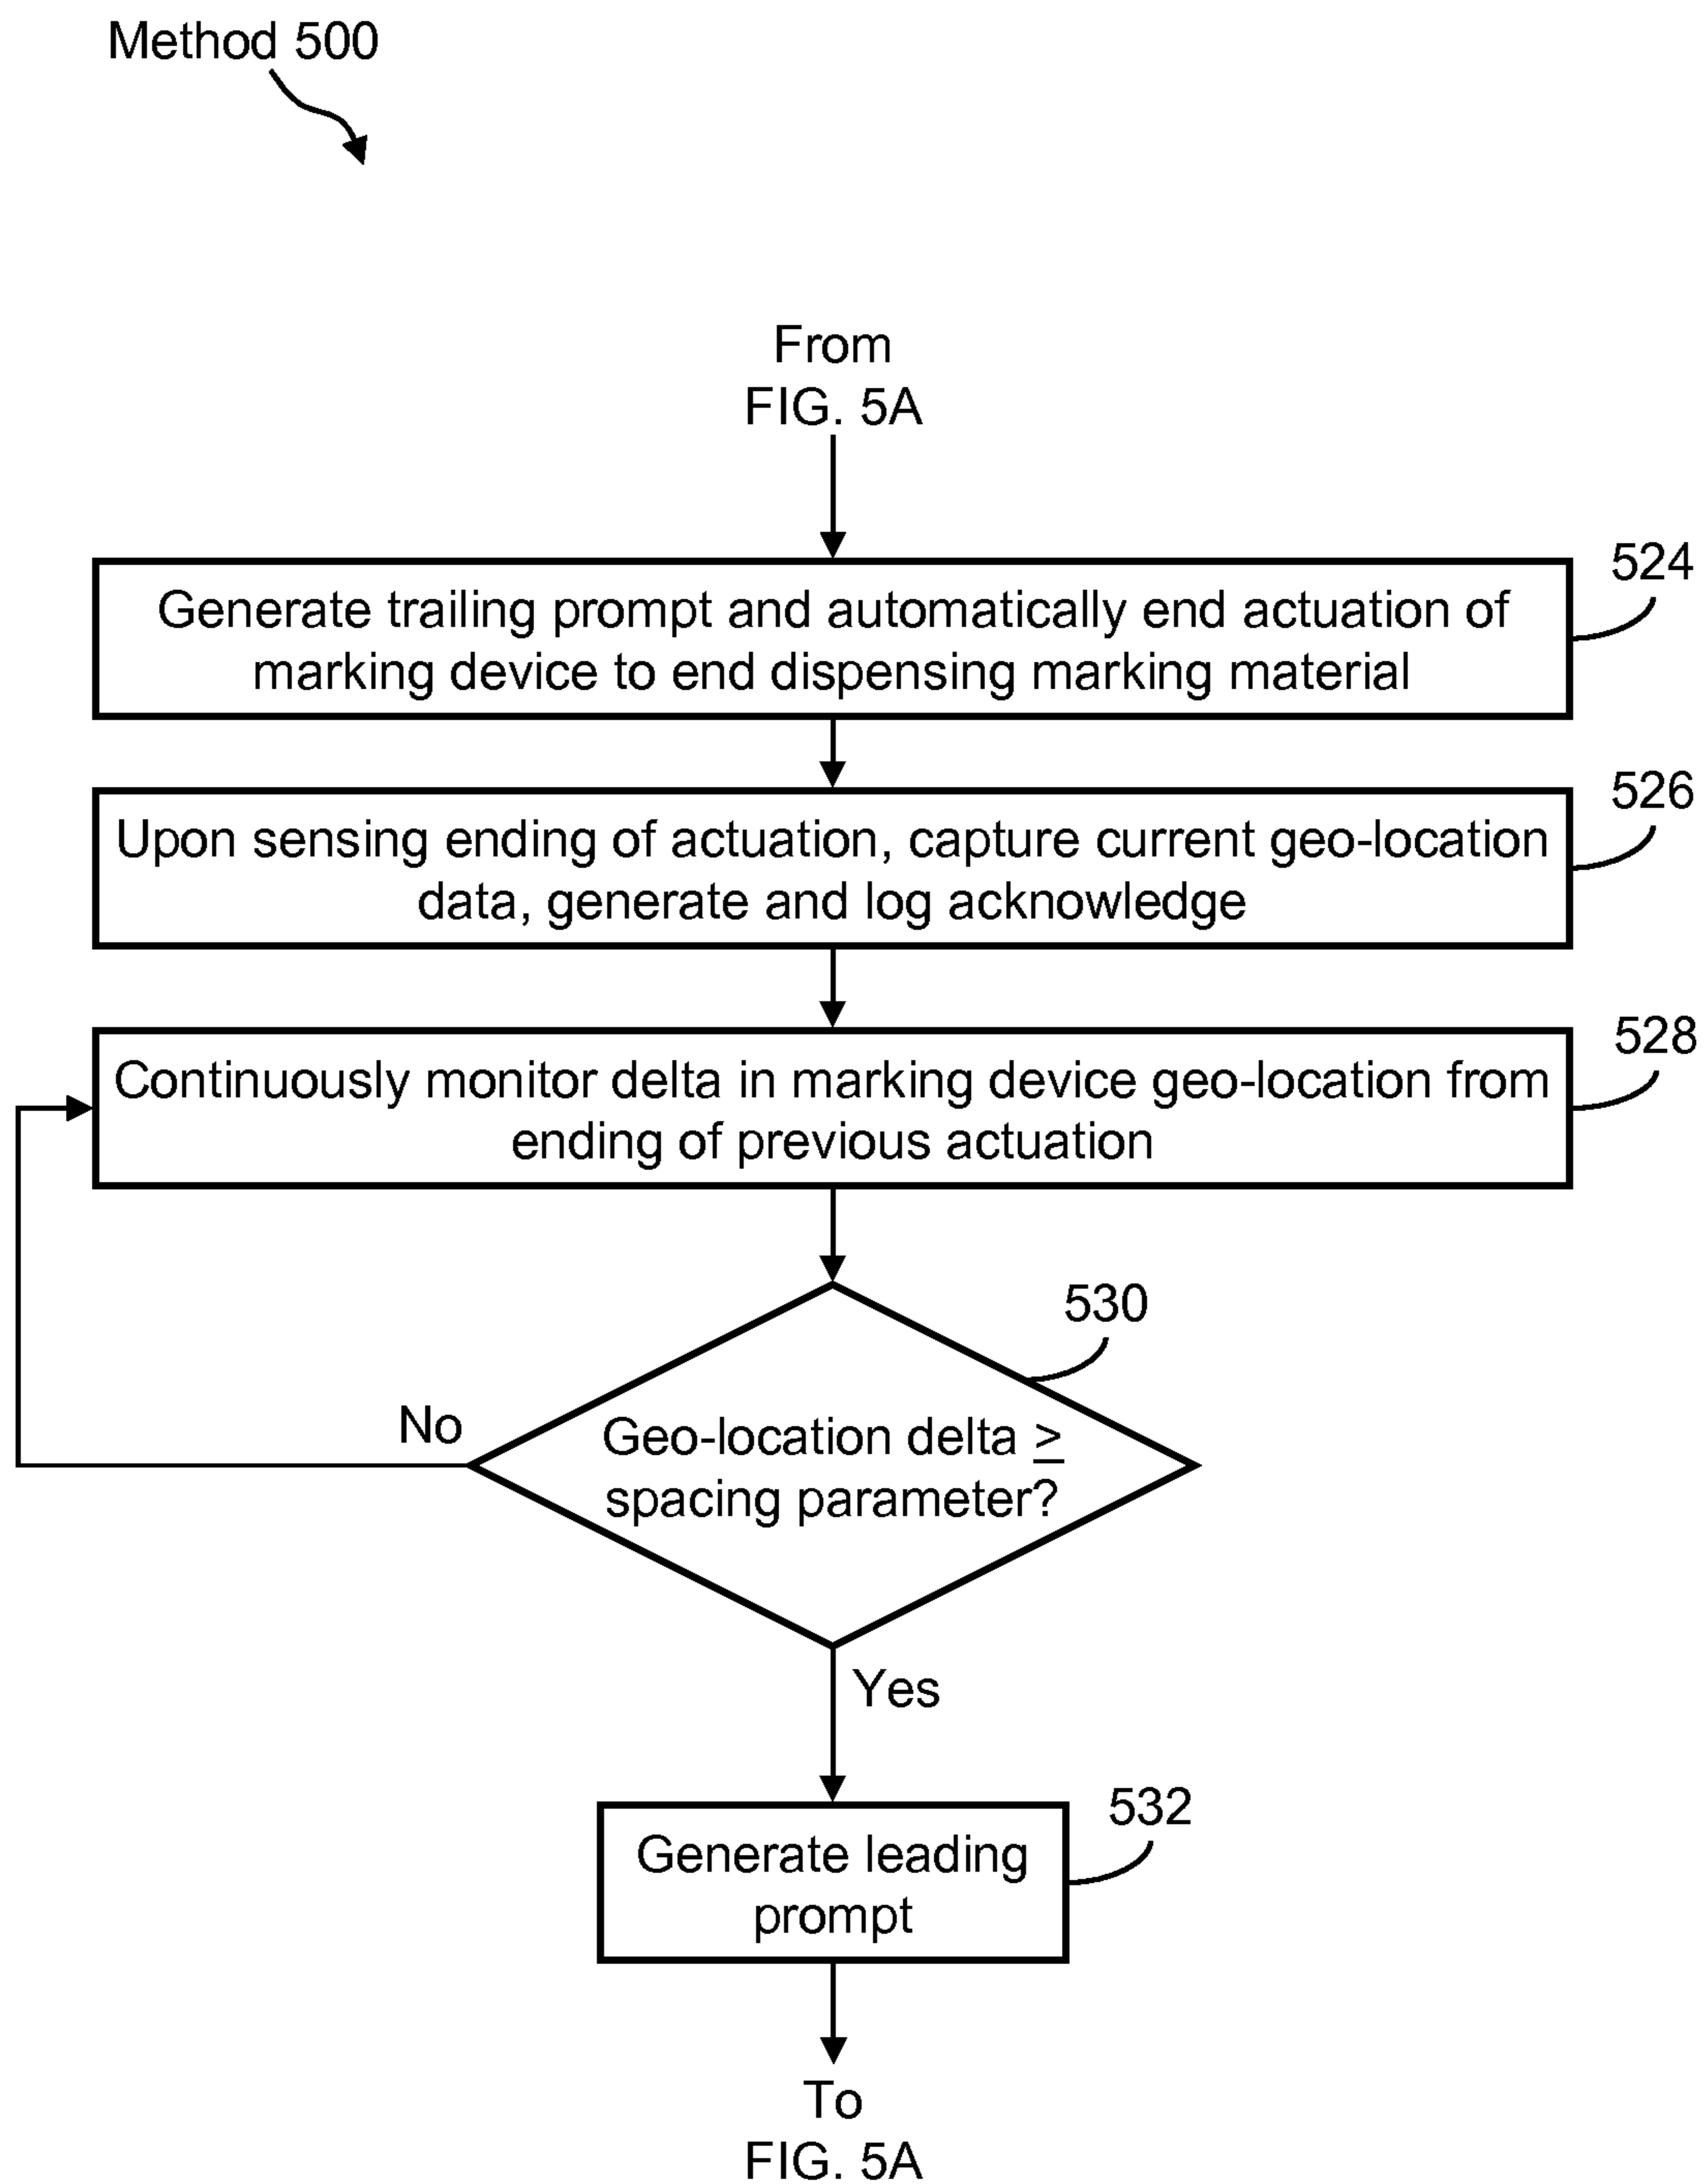 Method 500
From
FIG. 5A
524
Generate trailing prompt and automatically end actuation of
marking device to end dispensing marking material
526
Upon sensing ending of actuation, capture current geo-location
data, generate and log acknowledge
528
Continuously monitor delta in marking device geo-location from
ending of previous actuation
530
No
Geo-location delta ≥
spacing parameter?
Yes
532
Generate leading
prompt
To
FIG. 5A